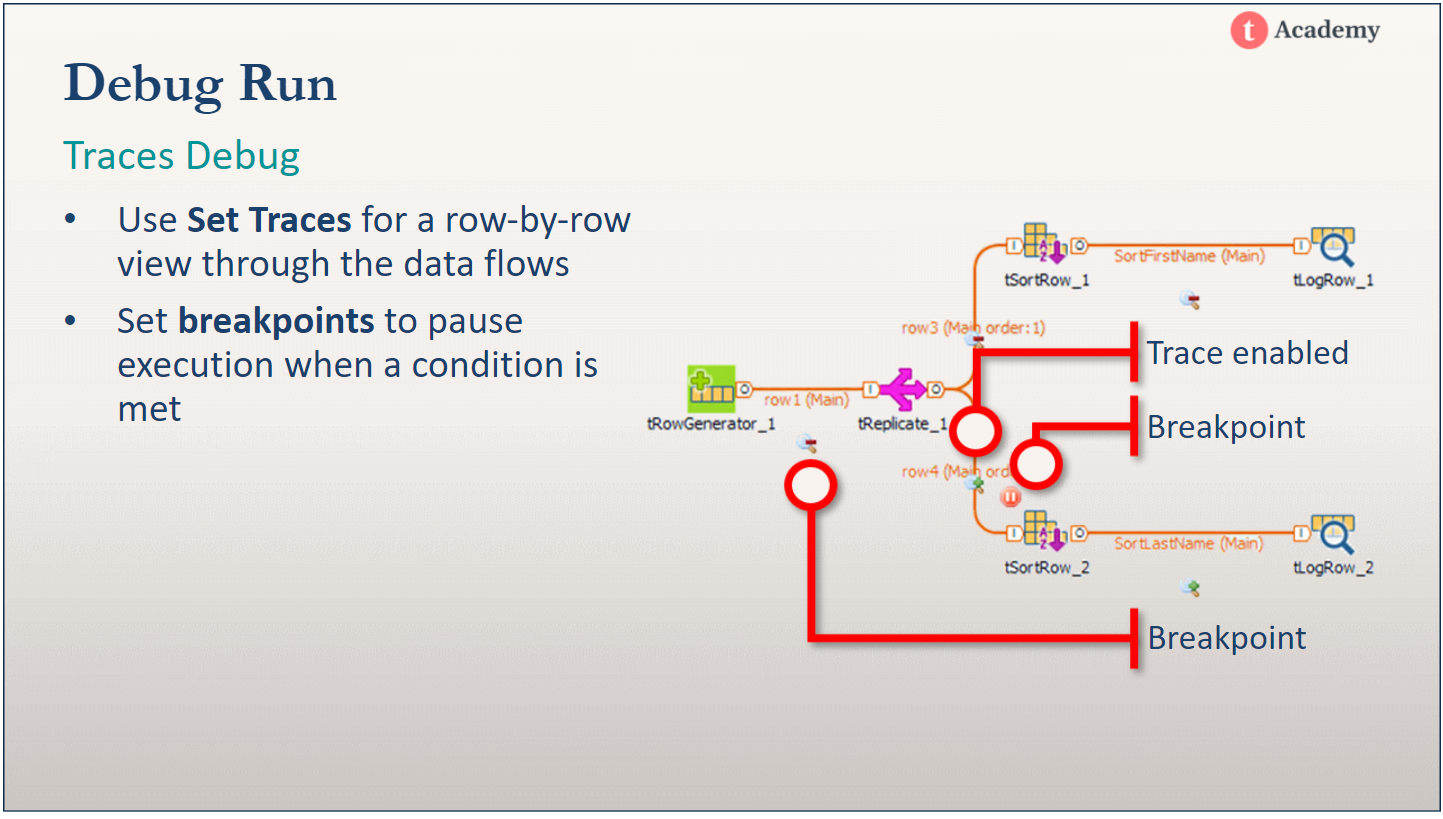 t Academy
Debug Run
Traces Debug
• Use Set Traces for a row-by-row
view through the data flows
• Set breakpoints to pause
execution when a condition is
met
tSortRow_1
SortFirstName (Main)
tLogRow_1
row3 (Main order:1)
Trace enabled
tRowGenerator_1
row1 (Main)
tReplicate_1
Breakpoint
row4 (Main ord
tSortRow_2
SortLastName (Main)
tLogRow_2
Breakpoint